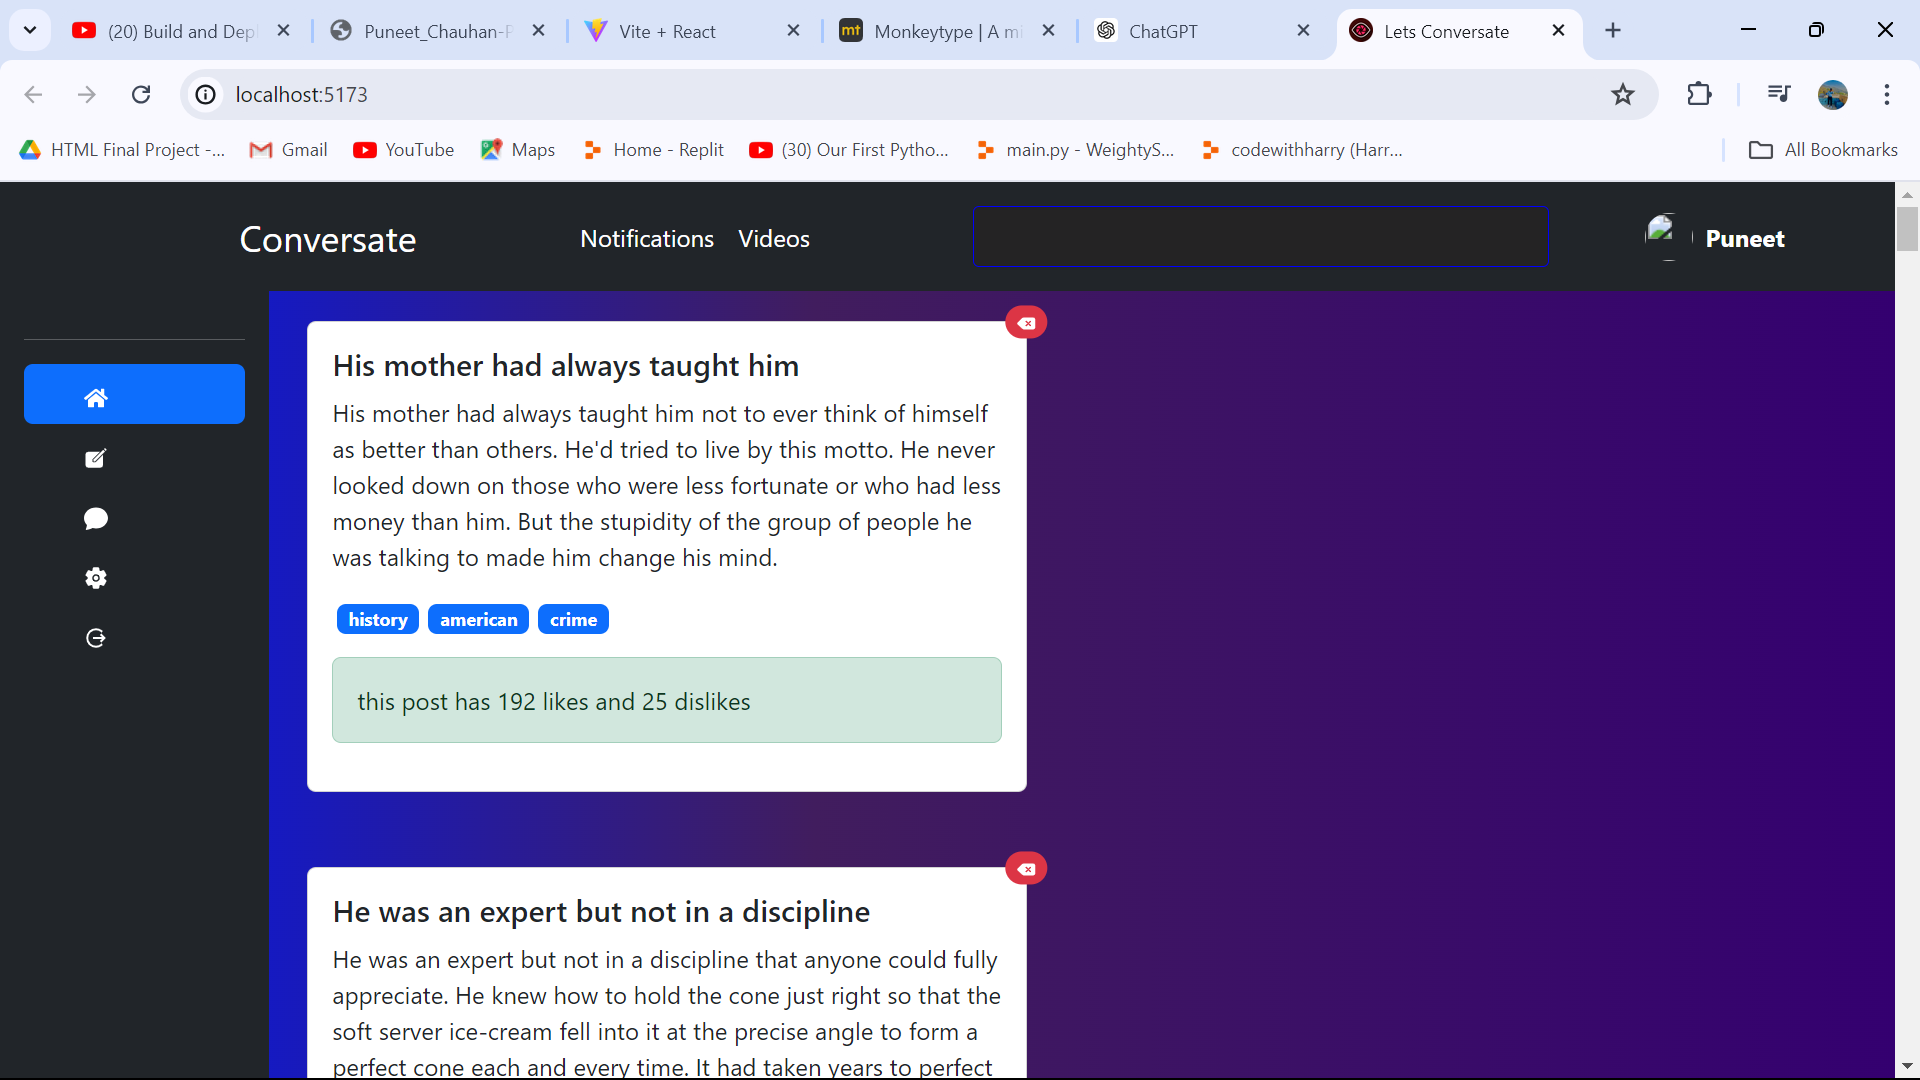 (20) Build and Dep
Puneet_Chauhan-P
Vite + React
mt
Monkeytype | A mi
ChatGPT
Lets Conversate
localhost:5173
HTML Final Project -...
Gmail
YouTube
Maps
Home - Replit
(30) Our First Pytho...
main.py - WeightyS...
codewithharry (Harr...
All Bookmarks
Conversate
Notifications
Videos
Puneet
His mother had always taught him
His mother had always taught him not to ever think of himself
as better than others. He'd tried to live by this motto. He never
looked down on those who were less fortunate or who had less
money than him. But the stupidity of the group of people he
was talking to made him change his mind.
history american crime
this post has 192 likes and 25 dislikes
He was an expert but not in a discipline
He was an expert but not in a discipline that anyone could fully
appreciate. He knew how to hold the cone just right so that the
soft server ice-cream fell into it at the precise angle to form a
perfect cone each and every time. It had taken years to perfect